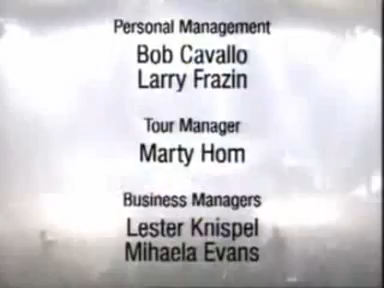 Personal Management
Bob Cavallo
Larry Frazin
Tour Manager
Marty Hom
Business Managers
Lester Knispel
Mihaela Evans